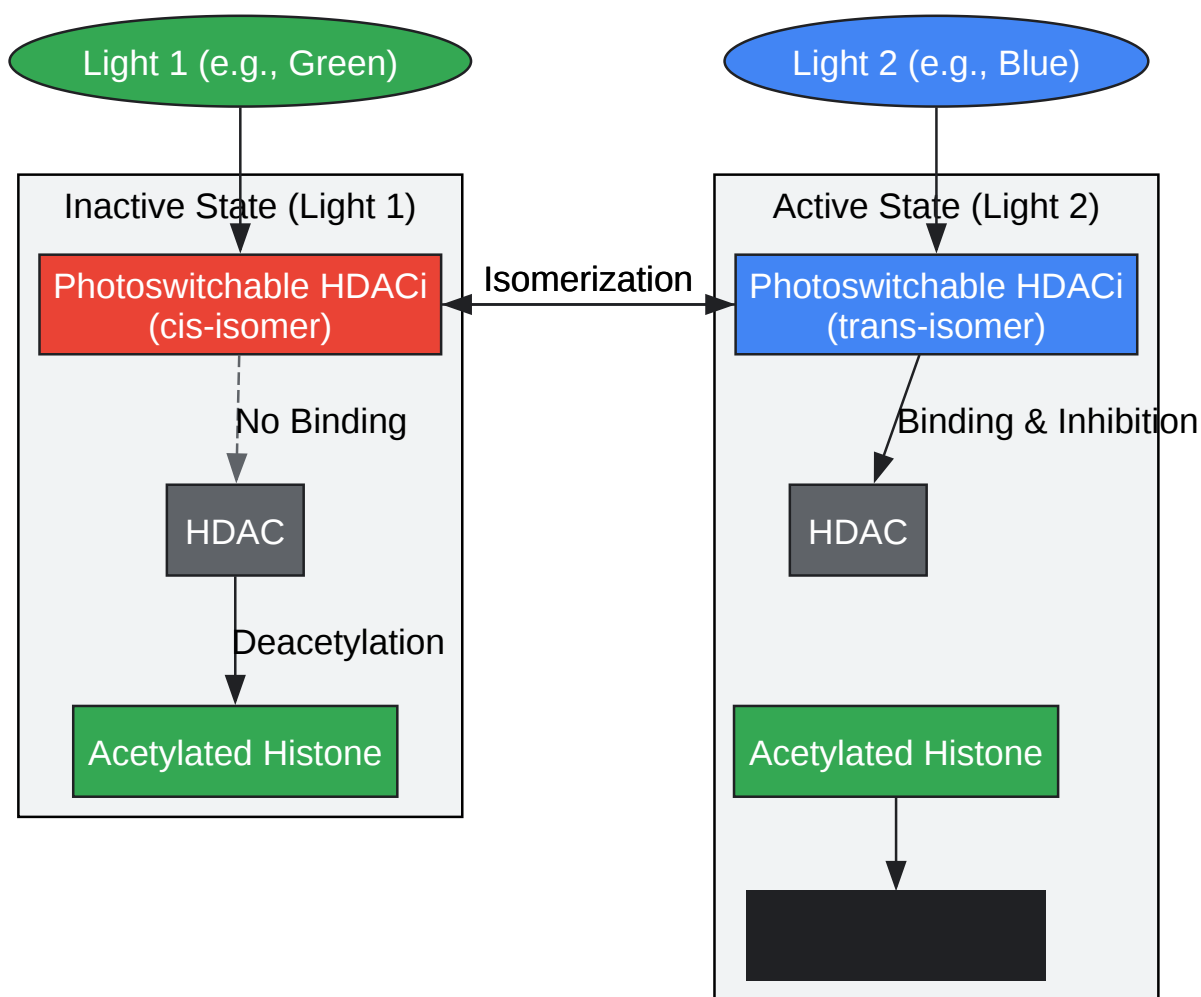 Light 1 (e.g., Green)
Light 2 (e.g., Blue)
Inactive State (Light 1)
Active State (Light 2)
Photoswitchable HDACi
(cis-isomer)
Isomerization
Photoswitchable HDACi
(trans-isomer)
No Binding
Binding & Inhibition
HDAC
HDAC
Deacetylation
Acetylated Histone
Acetylated Histone